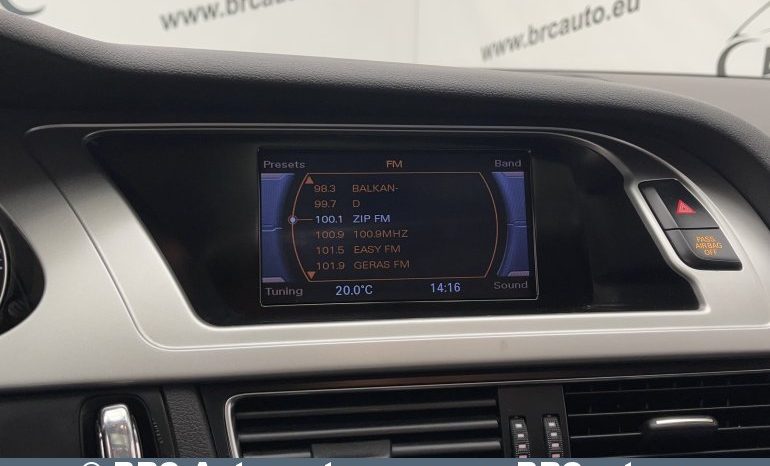 www.brcauto.eu
www.brcauto.eu
Presets FM Band
98.3 BALKAN-
99.7 D
100.1 ZIP FM
100.9 100.9MHZ
101.5 EASY FM
101.9 GERAS FM
Tuning 20.0°C 14:16 Sound
PASS
AIRBAG
OFF